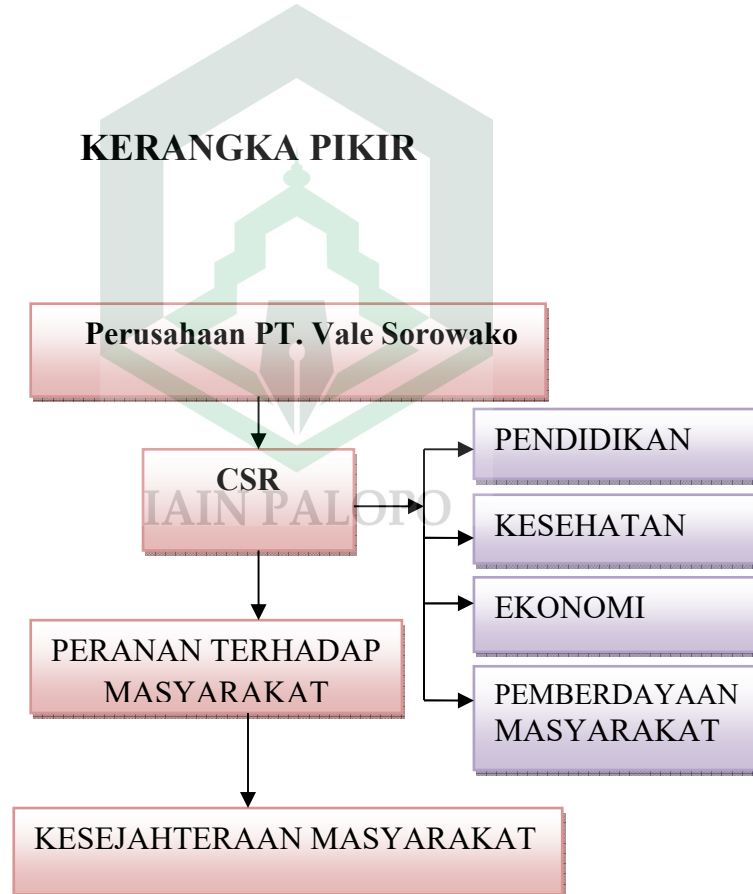 KERANGKA PIKIR
Perusahaan PT. Vale Sorowako
CSR
IAIN PALOPO
PENDIDIKAN
KESEHATAN
EKONOMI
PEMBERDAYAAN
MASYARAKAT
PERANAN TERHADAP
MASYARAKAT
KESEJAHTERAAN MASYARAKAT